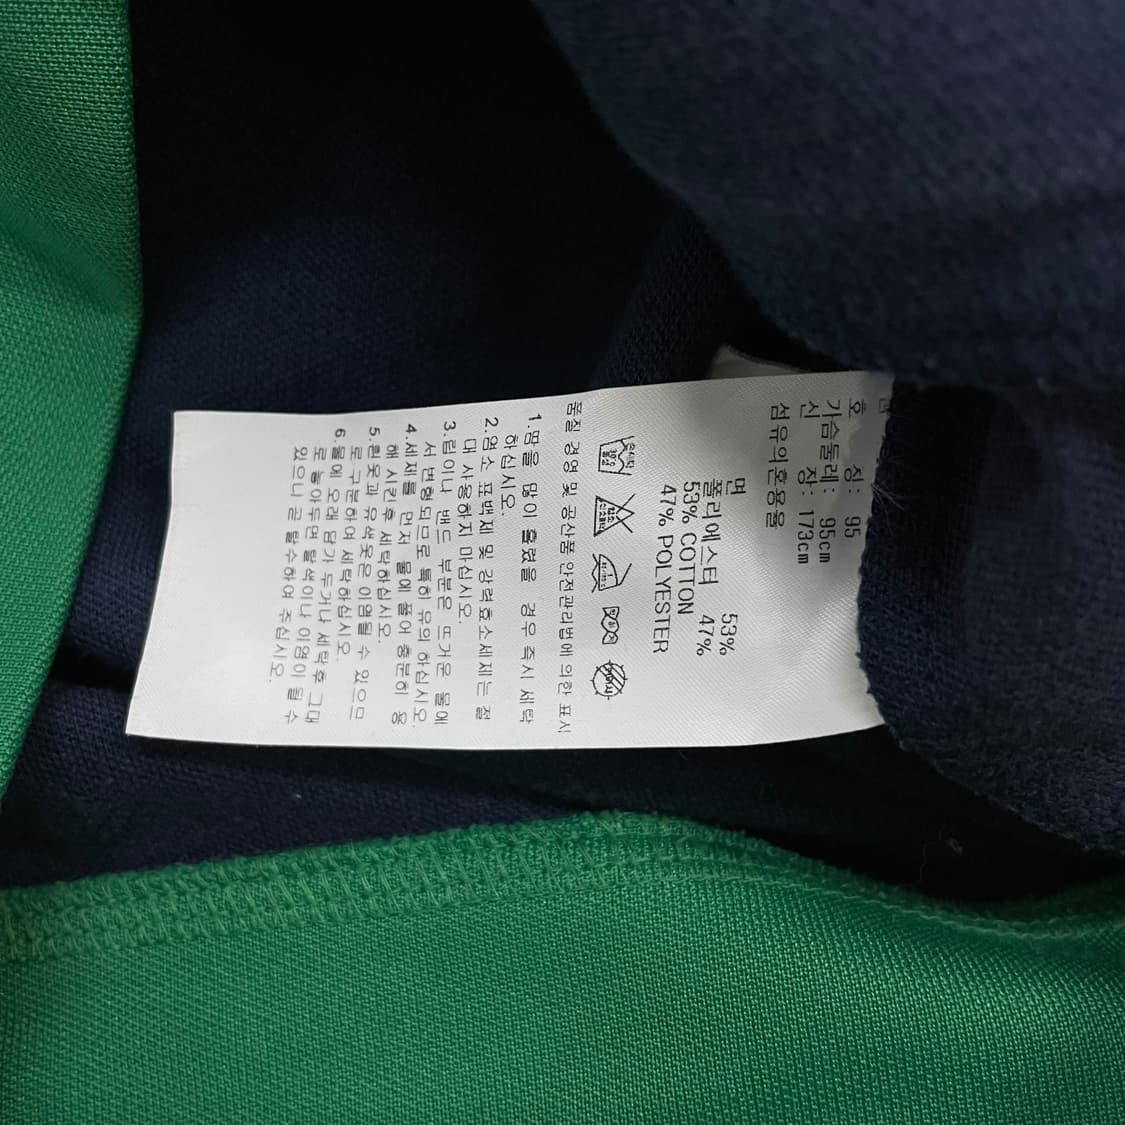 호 칭: 95
가슴둘레: 95cm
신 장: 173cm
섬유의혼용율
면 53%
폴리에스터 47%
53% COTTON
47% POLYESTER
품질 경영 및 공산품 안전관리법에 의한 표시
1.땀을 많이 흘렸을 경우 즉시 세탁
하십시오.
2.염소 표백제 및 강력효소세제는 절
대 사용하지 마십시오.
3.립이나 밴드 부분은 뜨거운 물에
서 변형되므로 특히 유의 하십시오.
4.세제를 먼저 물에 풀어 충분히 용
해시킨후 세탁하십시오.
5.흰옷과 유색옷은 이염될 수 있으므
로 구분하여 세탁하십시오.
6.물에 오래 담가 두거나 세탁후 그대
로 놓아두면 탈색이나 이염이 될 수
있으니 곧 탈수하여 주십시오.